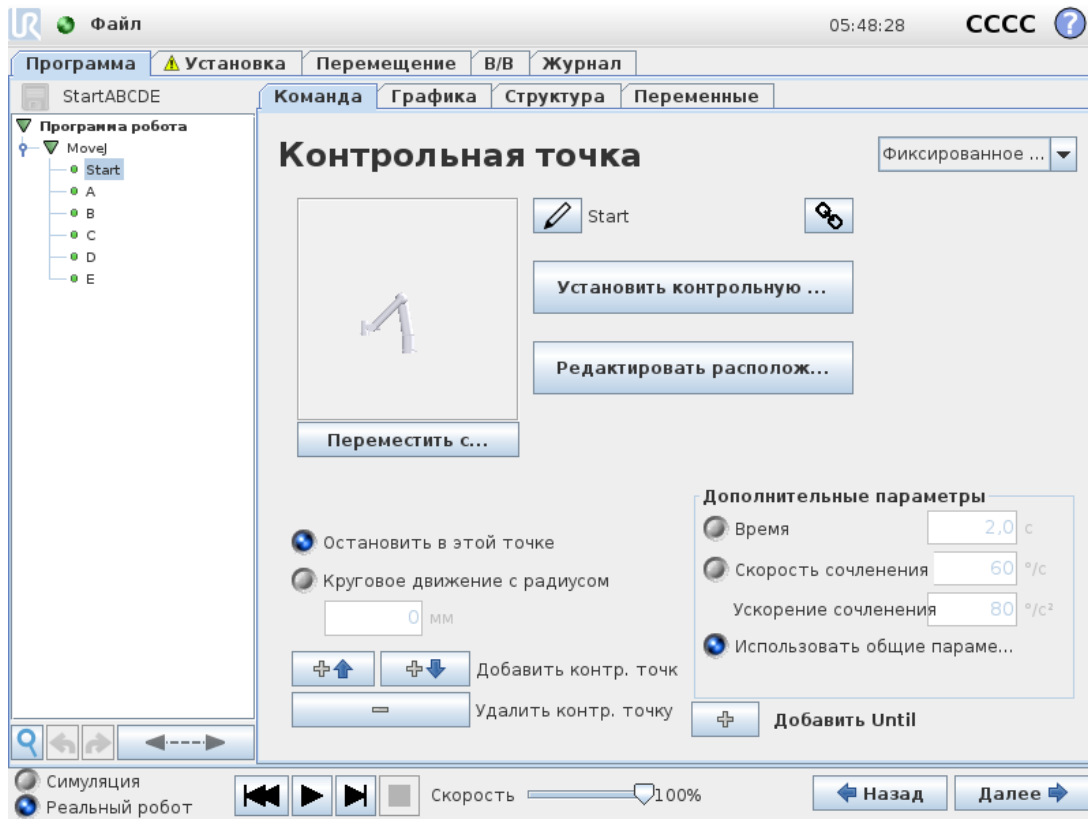 UR Файл 05:48:28 CCCC ?
Программа Установка Перемещение В/В Журнал
StartABCDE
Команда Графика Структура Переменные
Программа робота
MoveJ
Start
A
B
C
D
E
Контрольная точка
Фиксированное ...
Start
Установить контрольную ...
Редактировать располож...
Переместить с...
Остановить в этой точке
Круговое движение с радиусом
0 мм
Добавить контр. точк
Удалить контр. точку
Дополнительные параметры
Время 2,0 с
Скорость сочленения 60 °/с
Ускорение сочленения 80 °/с²
Использовать общие параме...
Добавить Until
Симуляция
Реальный робот
Скорость 100%
Назад Далее